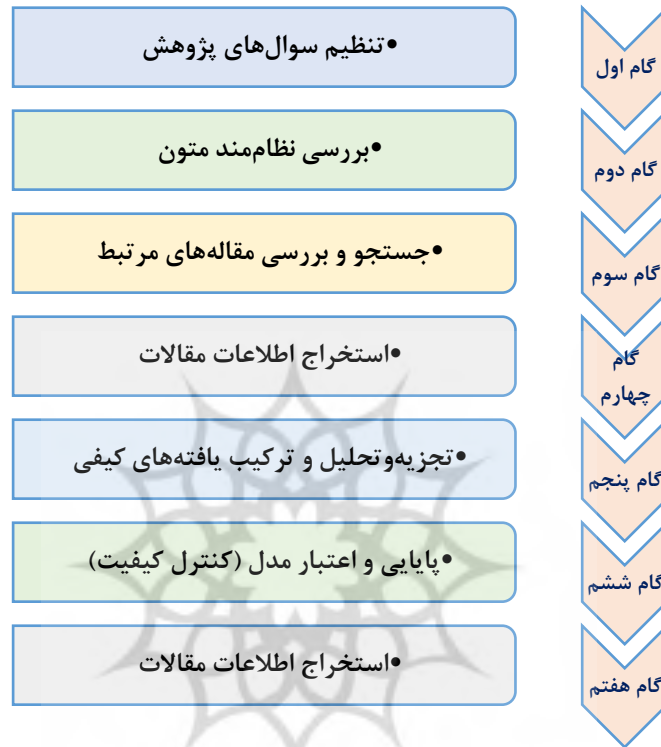 گام اول
•تنظیم سوال‌های پژوهش
گام دوم
•بررسی نظام‌مند متون
گام سوم
•جستجو و بررسی مقاله‌های مرتبط
گام
چهارم
•استخراج اطلاعات مقالات
گام پنجم
•تجزیه‌وتحلیل و ترکیب یافته‌های کیفی
گام ششم
•پایایی و اعتبار مدل (کنترل کیفیت)
گام هفتم
•استخراج اطلاعات مقالات